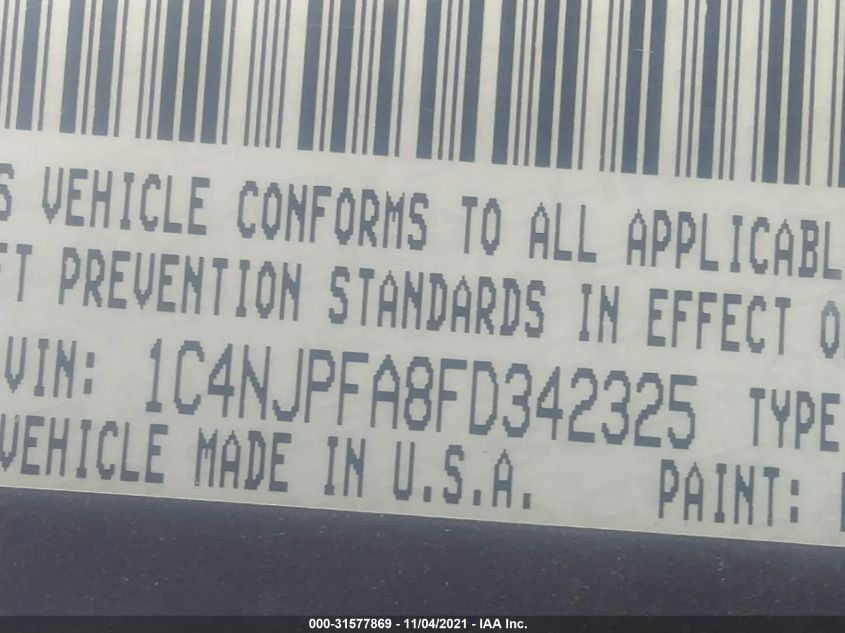 S VEHICLE CONFORMS TO ALL APPLICABL
FT PREVENTION STANDARDS IN EFFECT O
VIN: 1C4NJPFA8FD342325 TYPE
VEHICLE MADE IN U.S.A. PAINT:
000-31577869 - 11/04/2021 - IAA Inc.